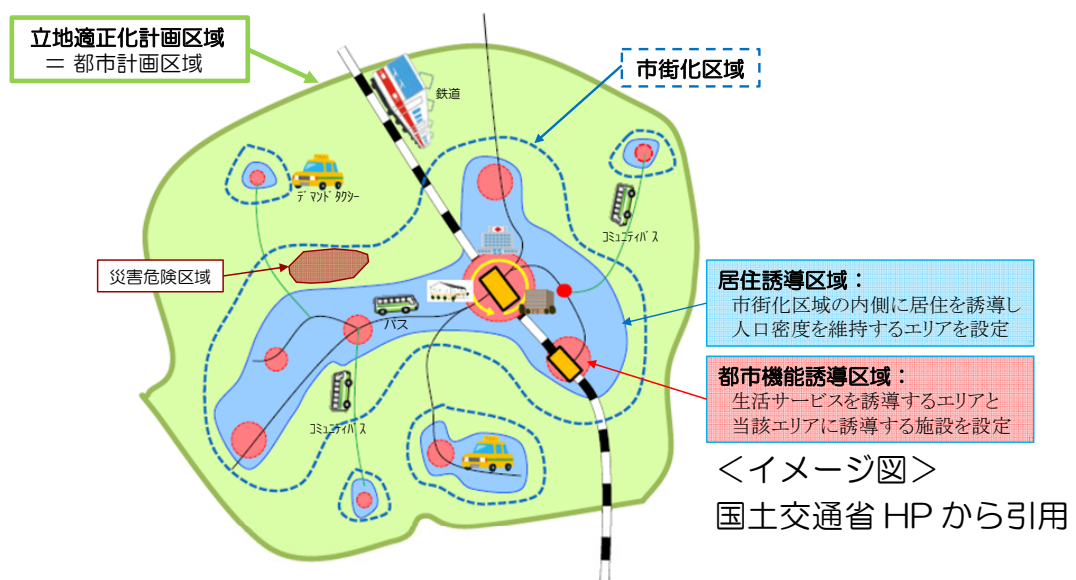 立地適正化計画区域
＝ 都市計画区域
市街化区域
鉄道
ﾃﾞﾏﾝﾄﾞﾀｸｼｰ
ｺﾐｭﾆﾃｨﾊﾞｽ
災害危険区域
バス
居住誘導区域：
市街化区域の内側に居住を誘導し
人口密度を維持するエリアを設定
都市機能誘導区域：
生活サービスを誘導するエリアと
当該エリアに誘導する施設を設定
ｺﾐｭﾆﾃｨﾊﾞｽ
＜イメージ図＞
国土交通省 HP から引用